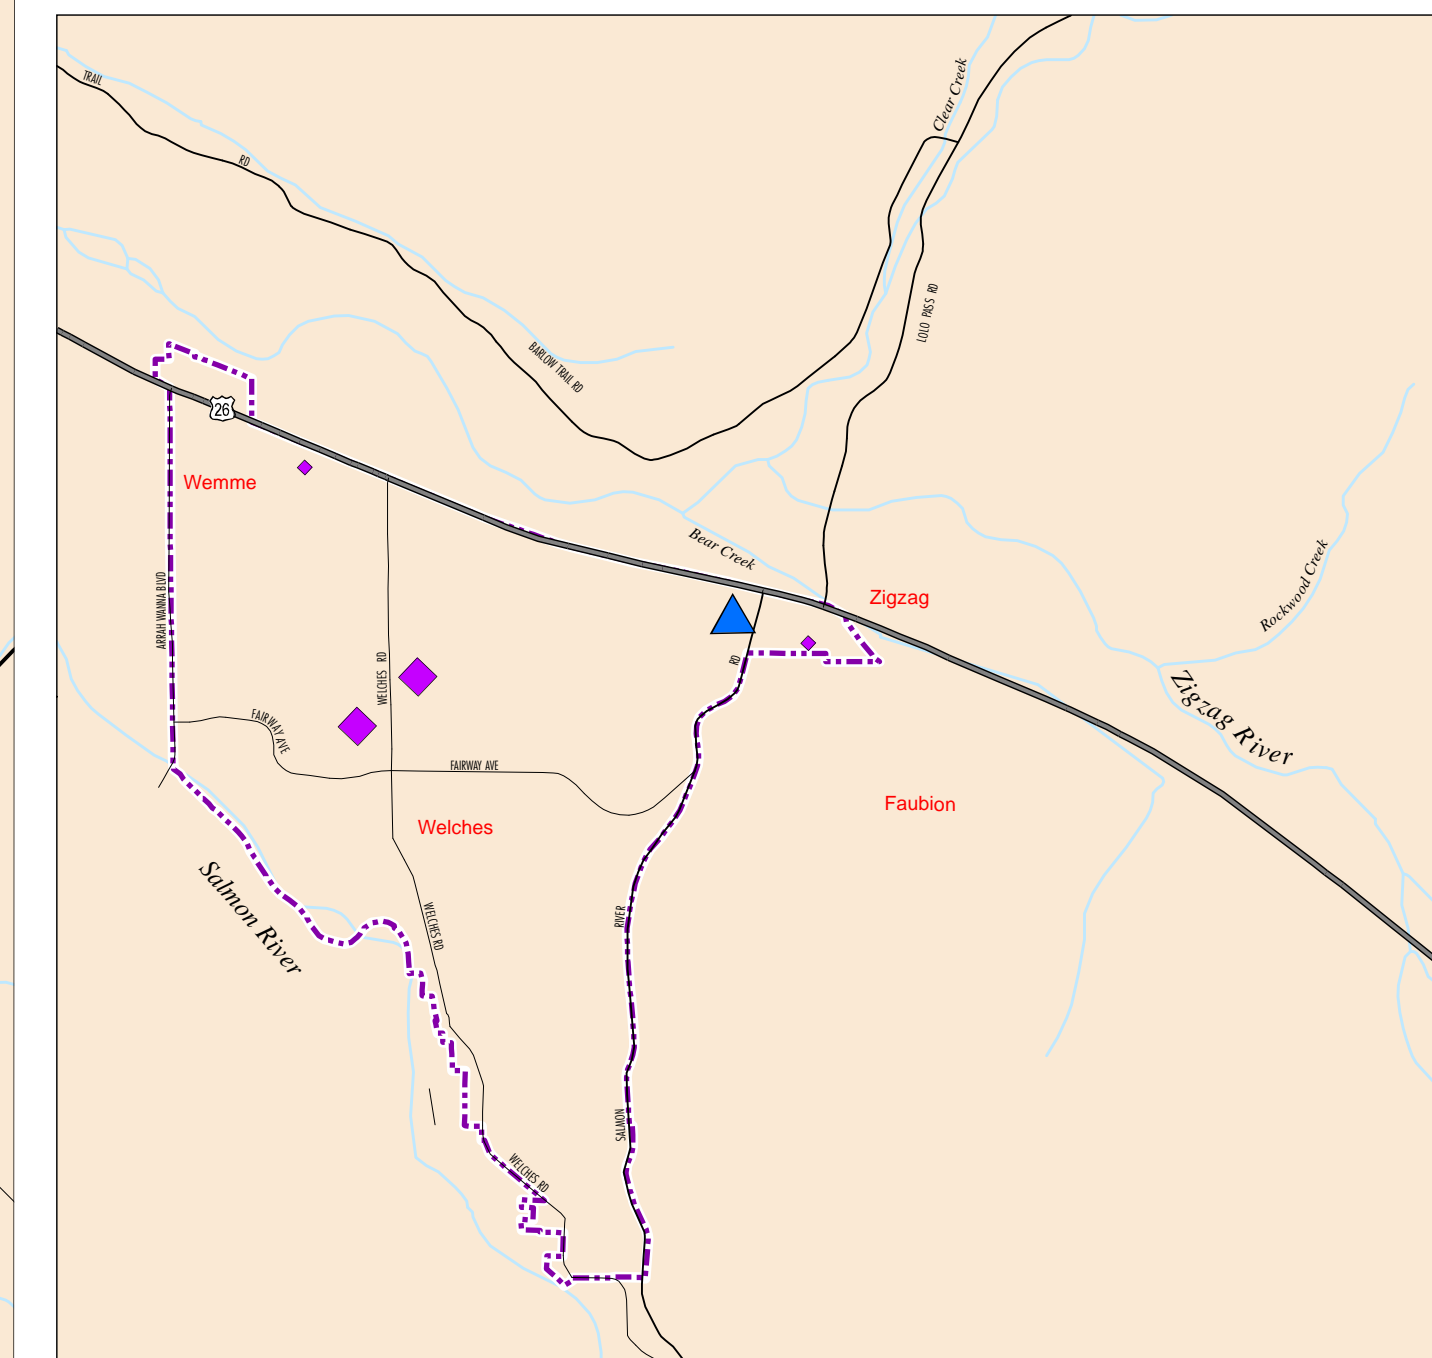 TRAIL
RD
Clear Creek
LOLO PASS RD
BARLOW TRAIL RD
26
Wemme
Bear Creek
Zigzag
Rockwood Creek
ARRAH WANNA BLVD
WELCHES RD
RD
Zigzag River
FAIRWAY AVE
FAIRWAY AVE
Faubion
Welches
Salmon River
WELCHES RD
RIVER
SALMON
WELCHES RD